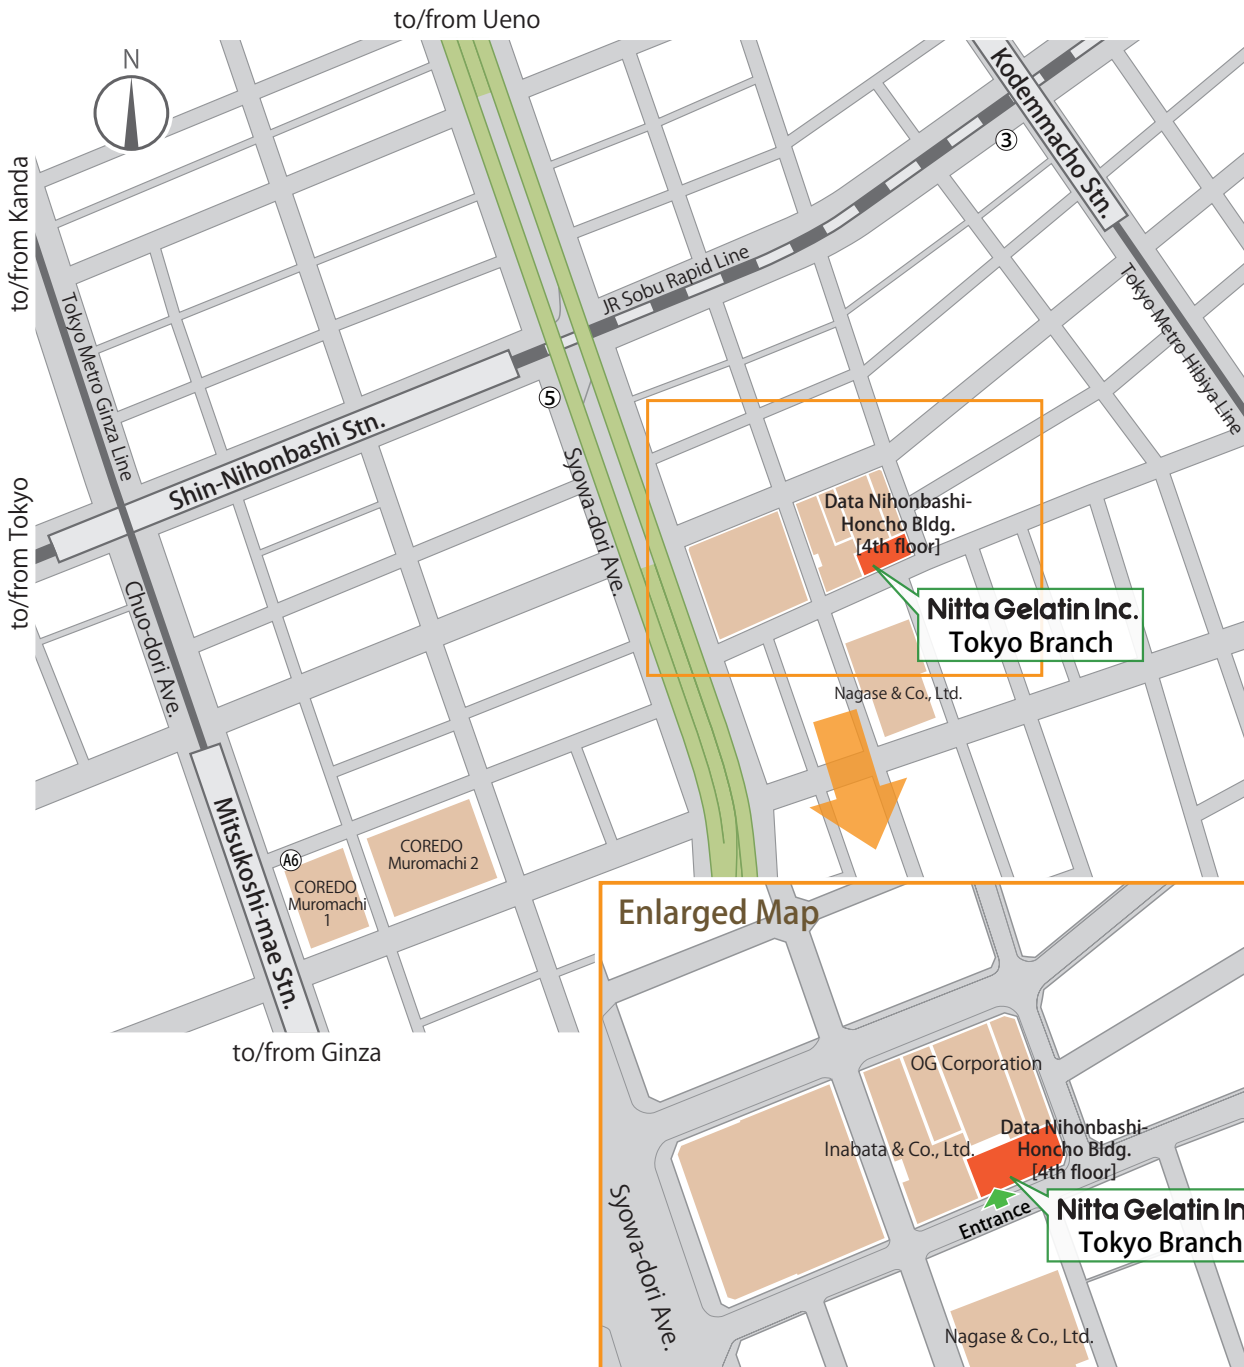 to/from Ueno
N
Kodemmacho Stn.
③
to/from Kanda
JR Sobu Rapid Line
Tokyo Metro Ginza Line
Tokyo Metro Hibiya Line
⑤
Shin-Nihonbashi Stn.
Syowa-dori Ave.
to/from Tokyo
Data Nihonbashi-
Honcho Bldg.
[4th floor]
Nitta Gelatin Inc.
Tokyo Branch
Chuo-dori Ave.
Nagase & Co., Ltd.
Mitsukoshi-mae Stn.
A6
COREDO
Muromachi 2
COREDO
Muromachi
1
to/from Ginza
Enlarged Map
OG Corporation
Data Nihonbashi-
Honcho Bldg.
[4th floor]
Inabata & Co., Ltd.
Entrance
Nitta Gelatin In
Tokyo Branch
Syowa-dori Ave.
Nagase & Co., Ltd.